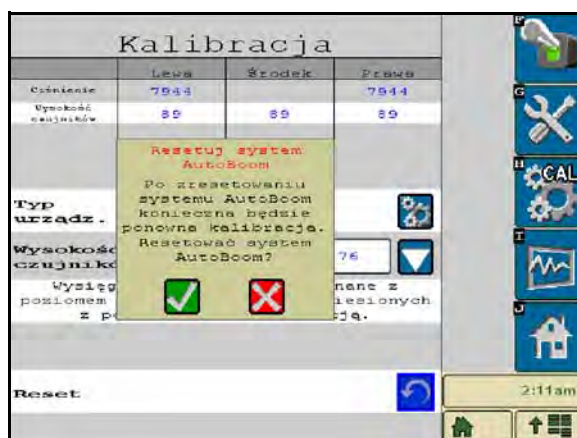 Kalibracja
Lewa Środek Prawa
Ciśnienie 7944 7944
Wysokość czujników 89 89 89
Resetuj system
AutoBoom
Po zresetowaniu
systemu AutoBoom
konieczna będzie
ponowna kalibracja.
Resetować system
AutoBoom?
Typ
urządz.
Wysokość
czujnikó
76
Wysięg nane z
poziomem iesionych
z p ją.
Reset
F
G
H
CAL
I
J
2:11am